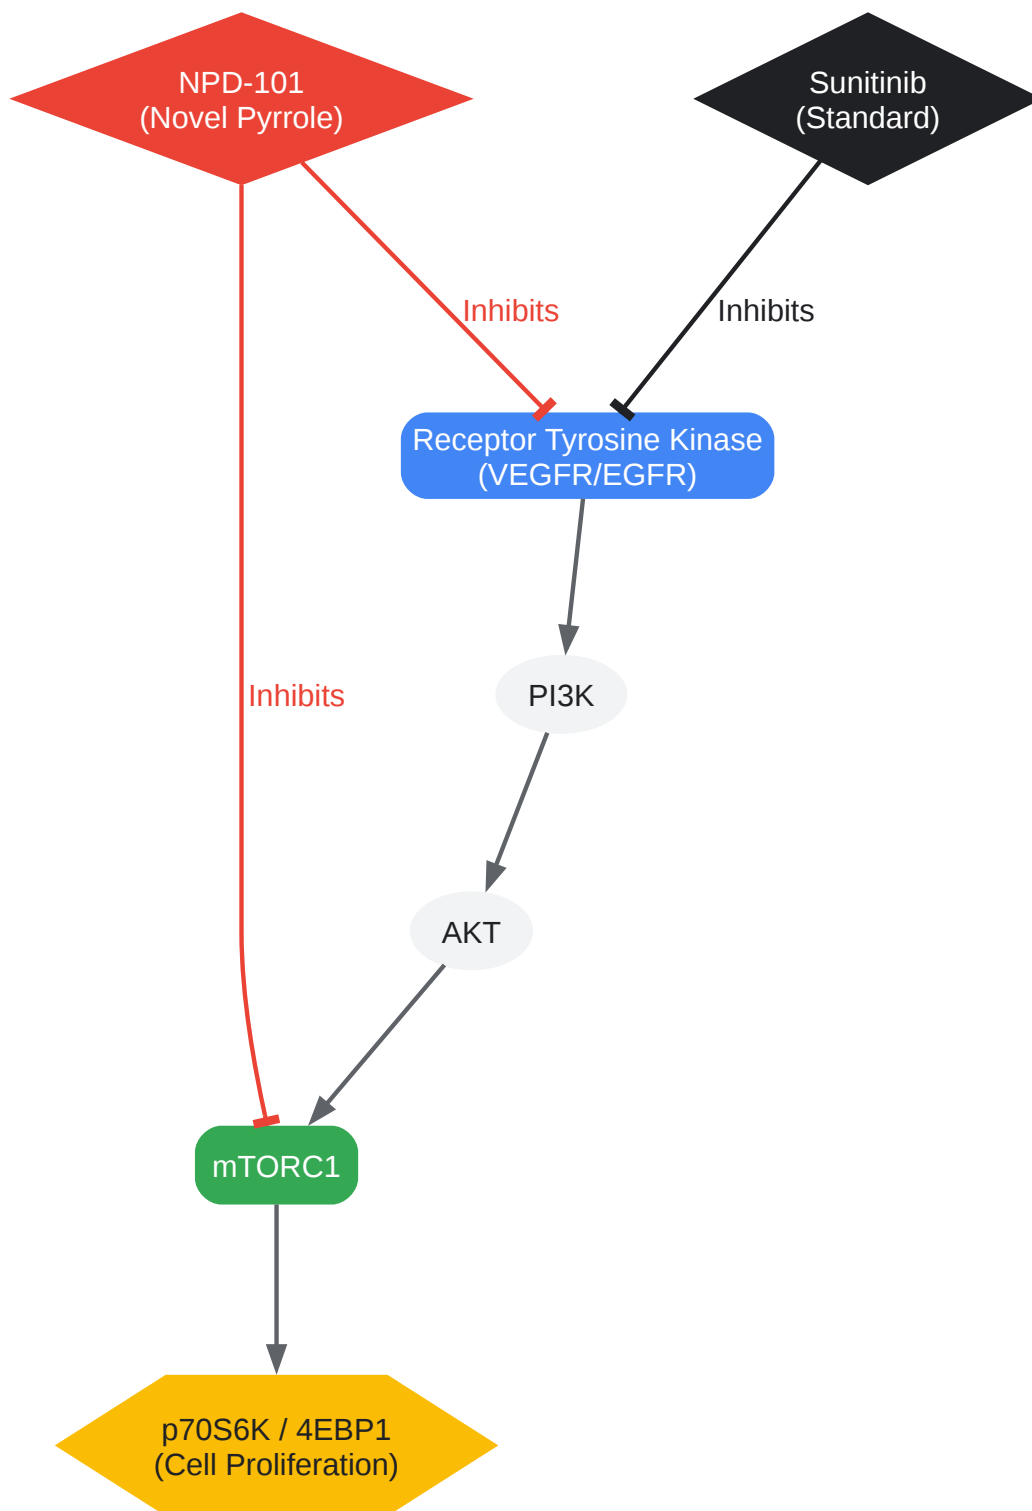 NPD-101
(Novel Pyrrole)
Sunitinib
(Standard)
Inhibits
Inhibits
Receptor Tyrosine Kinase
(VEGFR/EGFR)
PI3K
Inhibits
AKT
mTORC1
p70S6K / 4EBP1
(Cell Proliferation)